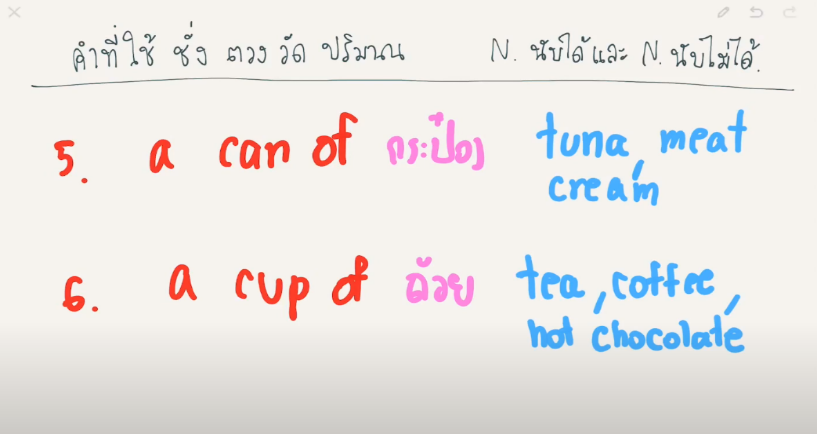 คำที่ใช้ ชั่ง ตวง วัด ปริมาณ N. นับได้ และ N. นับไม่ได้.
5. a can of กระป๋อง tuna, meat
cream
6. a cup of ถ้วย tea, coffee,
hot chocolate